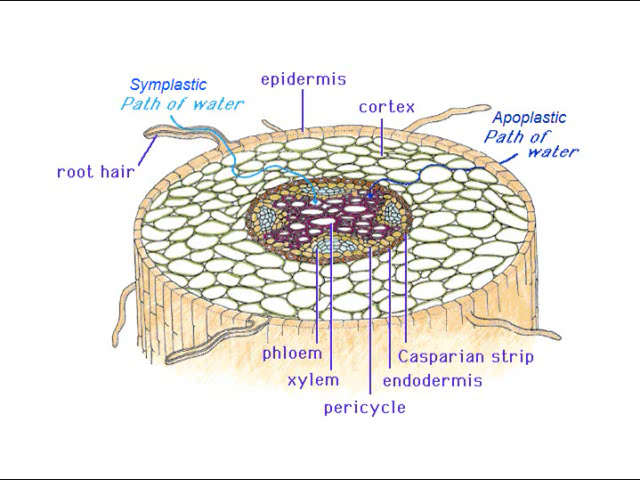 Symplastic
Path of water
epidermis
cortex
Apoplastic
Path of
water
root hair
phloem
Casparian strip
xylem
endodermis
pericycle